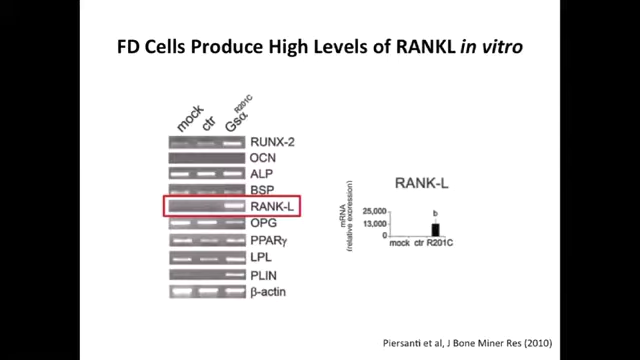 FD Cells Produce High Levels of RANKL in vitro
mock
ctr
GsαR201C
RUNX-2
OCN
ALP
BSP
RANK-L
OPG
PPARγ
LPL
PLIN
β-actin
RANK-L
mRNA
(relative expression)
25,000
13,000
0
b
mock ctr R201C
Piersanti et al, J Bone Miner Res (2010)